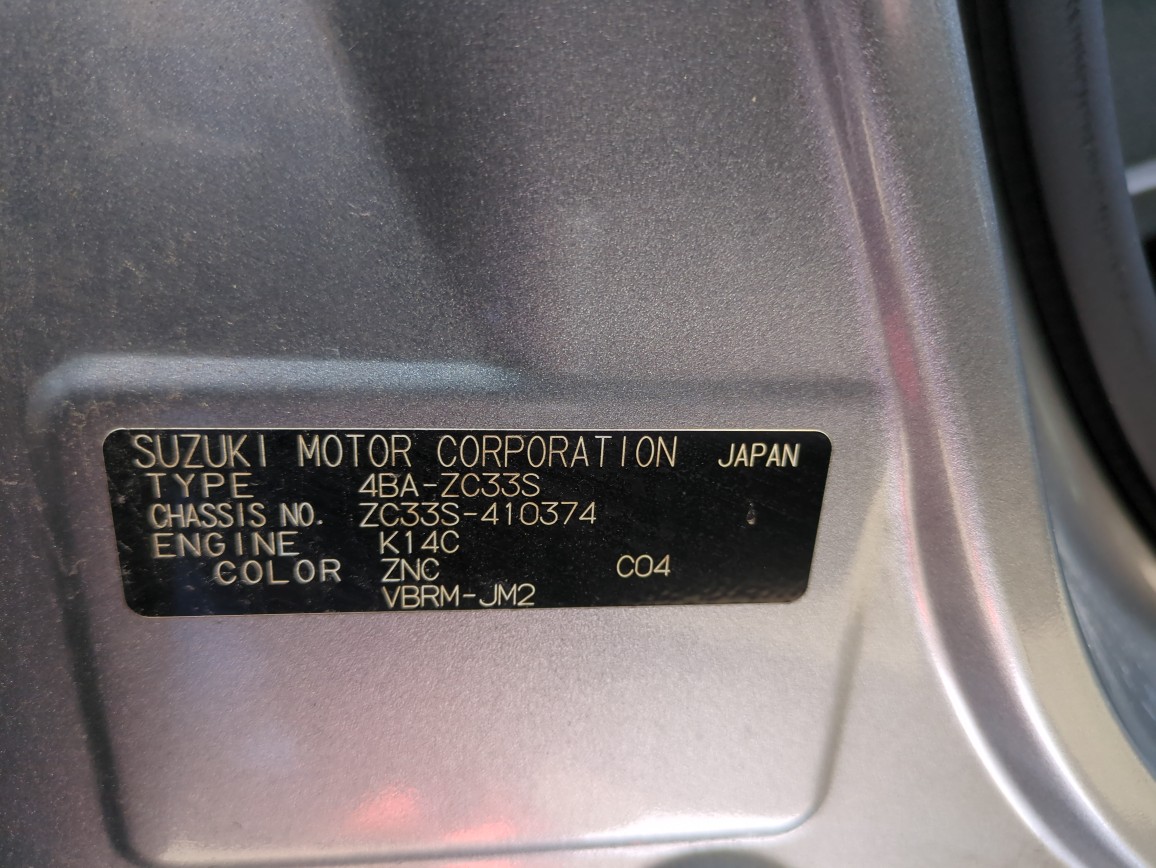 SUZUKI MOTOR CORPORATION JAPAN
TYPE 4BA-ZC33S
CHASSIS NO. ZC33S-410374
ENGINE K14C
COLOR ZNC C04
VBRM-JM2